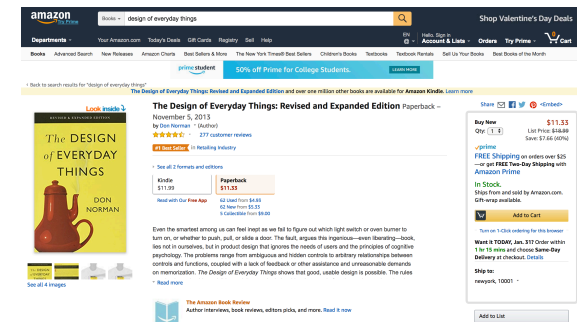 amazon
Try Prime
Books
design of everyday things
Shop Valentine's Day Deals
Departments
Your Amazon.com Today's Deals Gift Cards Registry Sell Help
EN
Hello, Sign in
Account & Lists
Orders
Try Prime
0
Cart
Books Advanced Search New Releases Amazon Charts Best Sellers & More The New York Times® Best Sellers Children's Books Textbooks Textbook Rentals Sell Us Your Books Best Books of the Month
prime student
50% off Prime for College Students.
LEARN MORE
‹ Back to search results for "design of everyday things"
The Design of Everyday Things: Revised and Expanded Edition and over one million other books are available for Amazon Kindle. Learn more
Look inside
REVISED & EXPANDED EDITION
The DESIGN
of EVERYDAY
THINGS
DON
NORMAN
See all 4 images
The Design of Everyday Things: Revised and Expanded Edition Paperback –
November 5, 2013
by Don Norman (Author)
277 customer reviews
#1 Best Seller in Retailing Industry
See all 2 formats and editions
Kindle
$11.99
Paperback
$11.33
Read with Our Free App
62 Used from $4.95
62 New from $5.33
5 Collectible from $9.00
Even the smartest among us can feel inept as we fail to figure out which light switch or oven burner to
turn on, or whether to push, pull, or slide a door. The fault, argues this ingenious—even liberating—book,
lies not in ourselves, but in product design that ignores the needs of users and the principles of cognitive
psychology. The problems range from ambiguous and hidden controls to arbitrary relationships between
controls and functions, coupled with a lack of feedback or other assistance and unreasonable demands
on memorization. The Design of Everyday Things shows that good, usable design is possible. The rules
Read more
The Amazon Book Review
Author interviews, book reviews, editors picks, and more. Read it now
Share <Embed>
Buy New
$11.33
Qty: 1
List Price: $18.99
Save: $7.66 (40%)
prime
FREE Shipping on orders over $25
—or get FREE Two-Day Shipping with
Amazon Prime
In Stock.
Ships from and sold by Amazon.com.
Gift-wrap available.
Add to Cart
Turn on 1-Click ordering for this browser
Want it TODAY, Jan. 31? Order within
1 hr 15 mins and choose Same-Day
Delivery at checkout. Details
Ship to:
newyork, 10001
Add to List